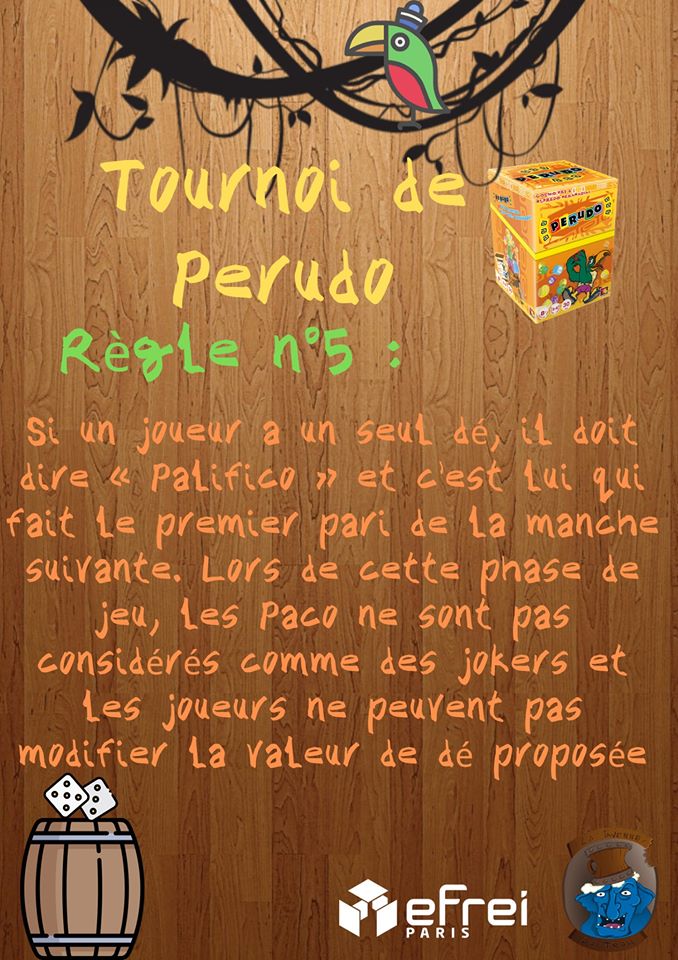 Tournoi de
Perudo
PERUDO
PERUDO
Règle n°5 :
Si un joueur a un seul dé, il doit
dire « Palifico » et c'est lui qui
fait le premier pari de la manche
suivante. Lors de cette phase de
jeu, les Paco ne sont pas
considérés comme des jokers et
les joueurs ne peuvent pas
modifier la valeur de dé proposée
efrei
PARIS